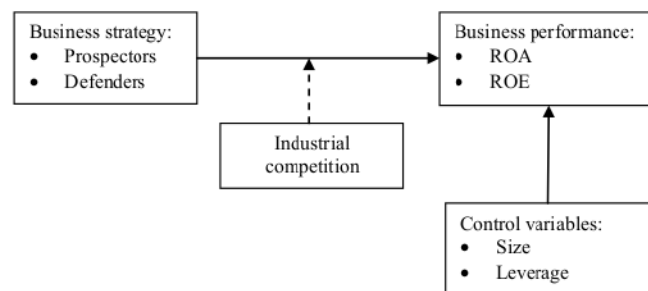 Business strategy:
• Prospectors
• Defenders
Business performance:
• ROA
• ROE
Industrial
competition
Control variables:
• Size
• Leverage